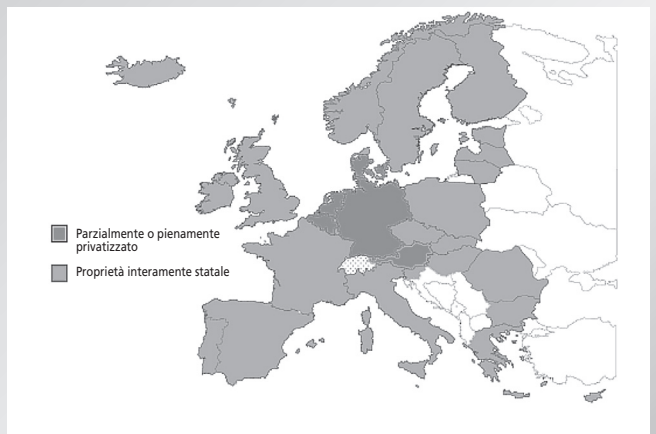 Parzialmente o pienamente
privatizzato
Proprietà interamente statale